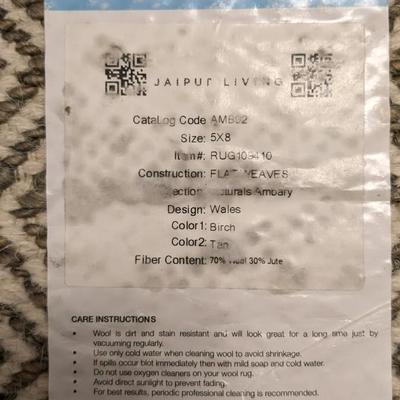 JAIPUR LIVING
Catalog Code AMB02
Size: 5X8
Item#: RUG109410
Construction: FLAT WEAVES
Naturals Ambary
Design: Wales
Color1: Birch
Color2: Tan
Fiber Content: 70% Wool 30% Jute
CARE INSTRUCTIONS
• Wool is dirt and stain resistant and will look great for a long time just by
vacuuming regularly.
• Use only cold water when cleaning wool to avoid shrinkage.
• If spills occur blot immediately then with mild soap and cold water.
• Do not use oxygen cleaners on your wool rug.
• Avoid direct sunlight to prevent fading.
• For best results, periodic professional cleaning is recommended.